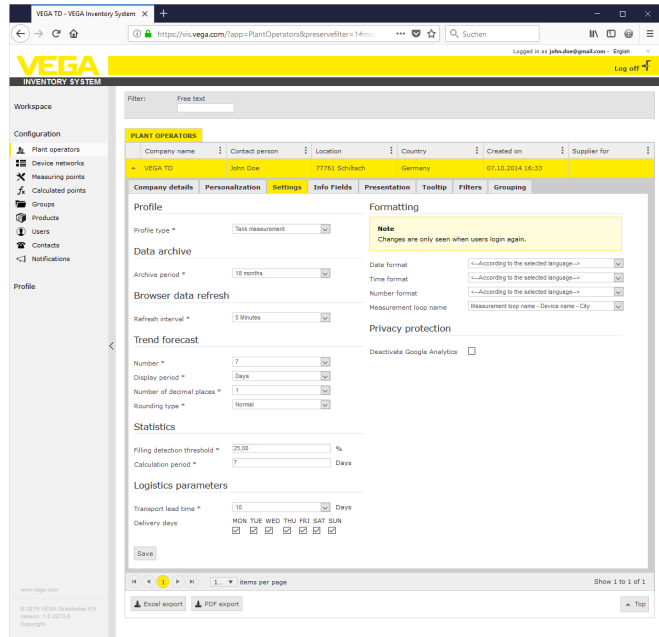 VEGA TD - VEGA Inventory System
https://vis.vega.com/?app=PlantOperators&preservefilter=1#mo
Suchen
Logged in as john.doe@gmail.com - English
VEGA
Log off
INVENTORY SYSTEM
Workspace
Filter: Free text
Configuration
Plant operators
Device networks
Measuring points
Calculated points
Groups
Products
Users
Contacts
Notifications
Profile
PLANT OPERATORS
Company name Contact person Location Country Created on Supplier for
VEGA TD John Doe 77761 Schiltach Germany 07.10.2014 16:33
Company details Personalization Settings Info Fields Presentation Tooltip Filters Grouping
Profile
Profile type * Tank measurement
Data archive
Archive period * 18 months
Browser data refresh
Refresh interval * 5 Minutes
Trend forecast
Number * 7
Display period * Days
Number of decimal places * 1
Rounding type * Normal
Statistics
Filling detection threshold * 25,00 %
Calculation period * 7 Days
Logistics parameters
Transport lead time * 10 Days
Delivery days MON TUE WED THU FRI SAT SUN
Save
Formatting
Note
Changes are only seen when users login again.
Date format <--According to the selected language-->
Time format <--According to the selected language-->
Number format <--According to the selected language-->
Measurement loop name Measurement loop name - Device name - City
Privacy protection
Deactivate Google Analytics
1 1... items per page Show 1 to 1 of 1
Excel export PDF export Top
www.vega.com
© 2019 VEGA Grieshaber KG
Copyright